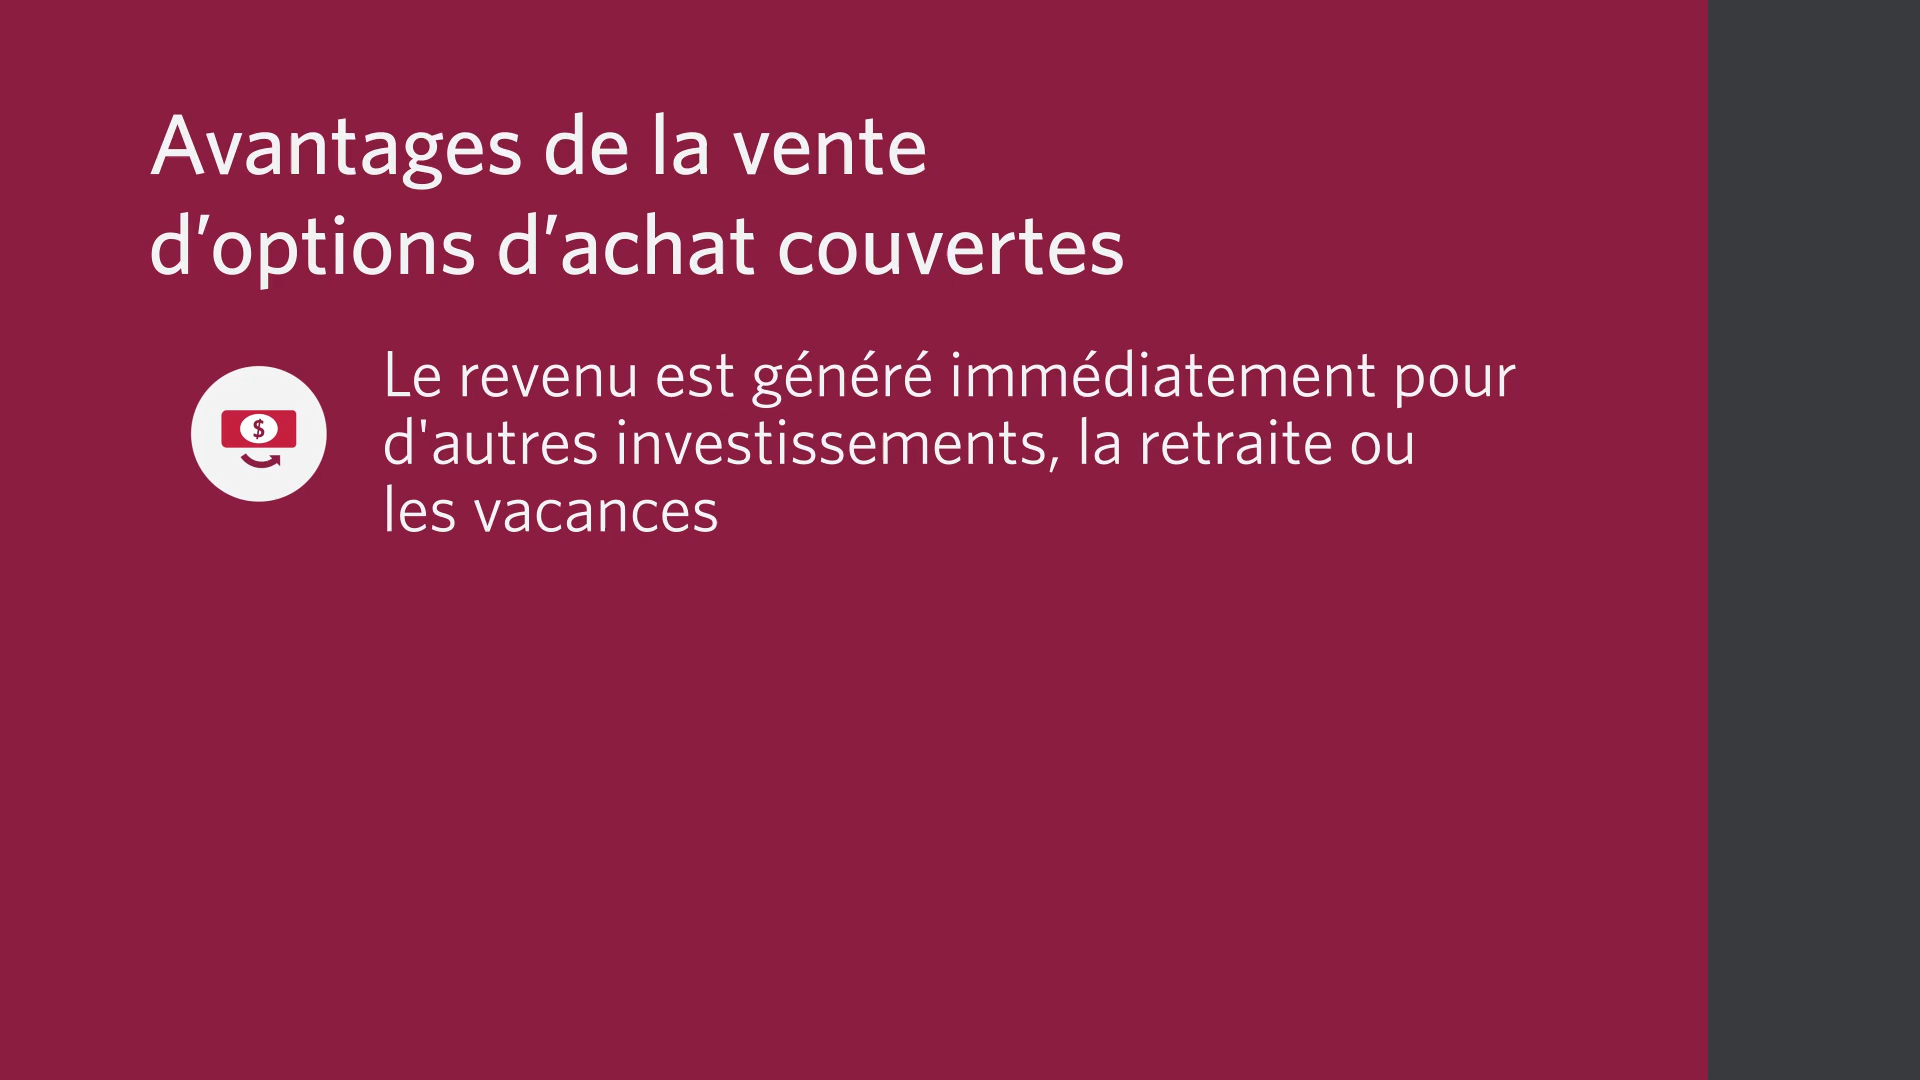 Avantages de la vente
d’options d’achat couvertes
$
Le revenu est généré immédiatement pour
d'autres investissements, la retraite ou
les vacances